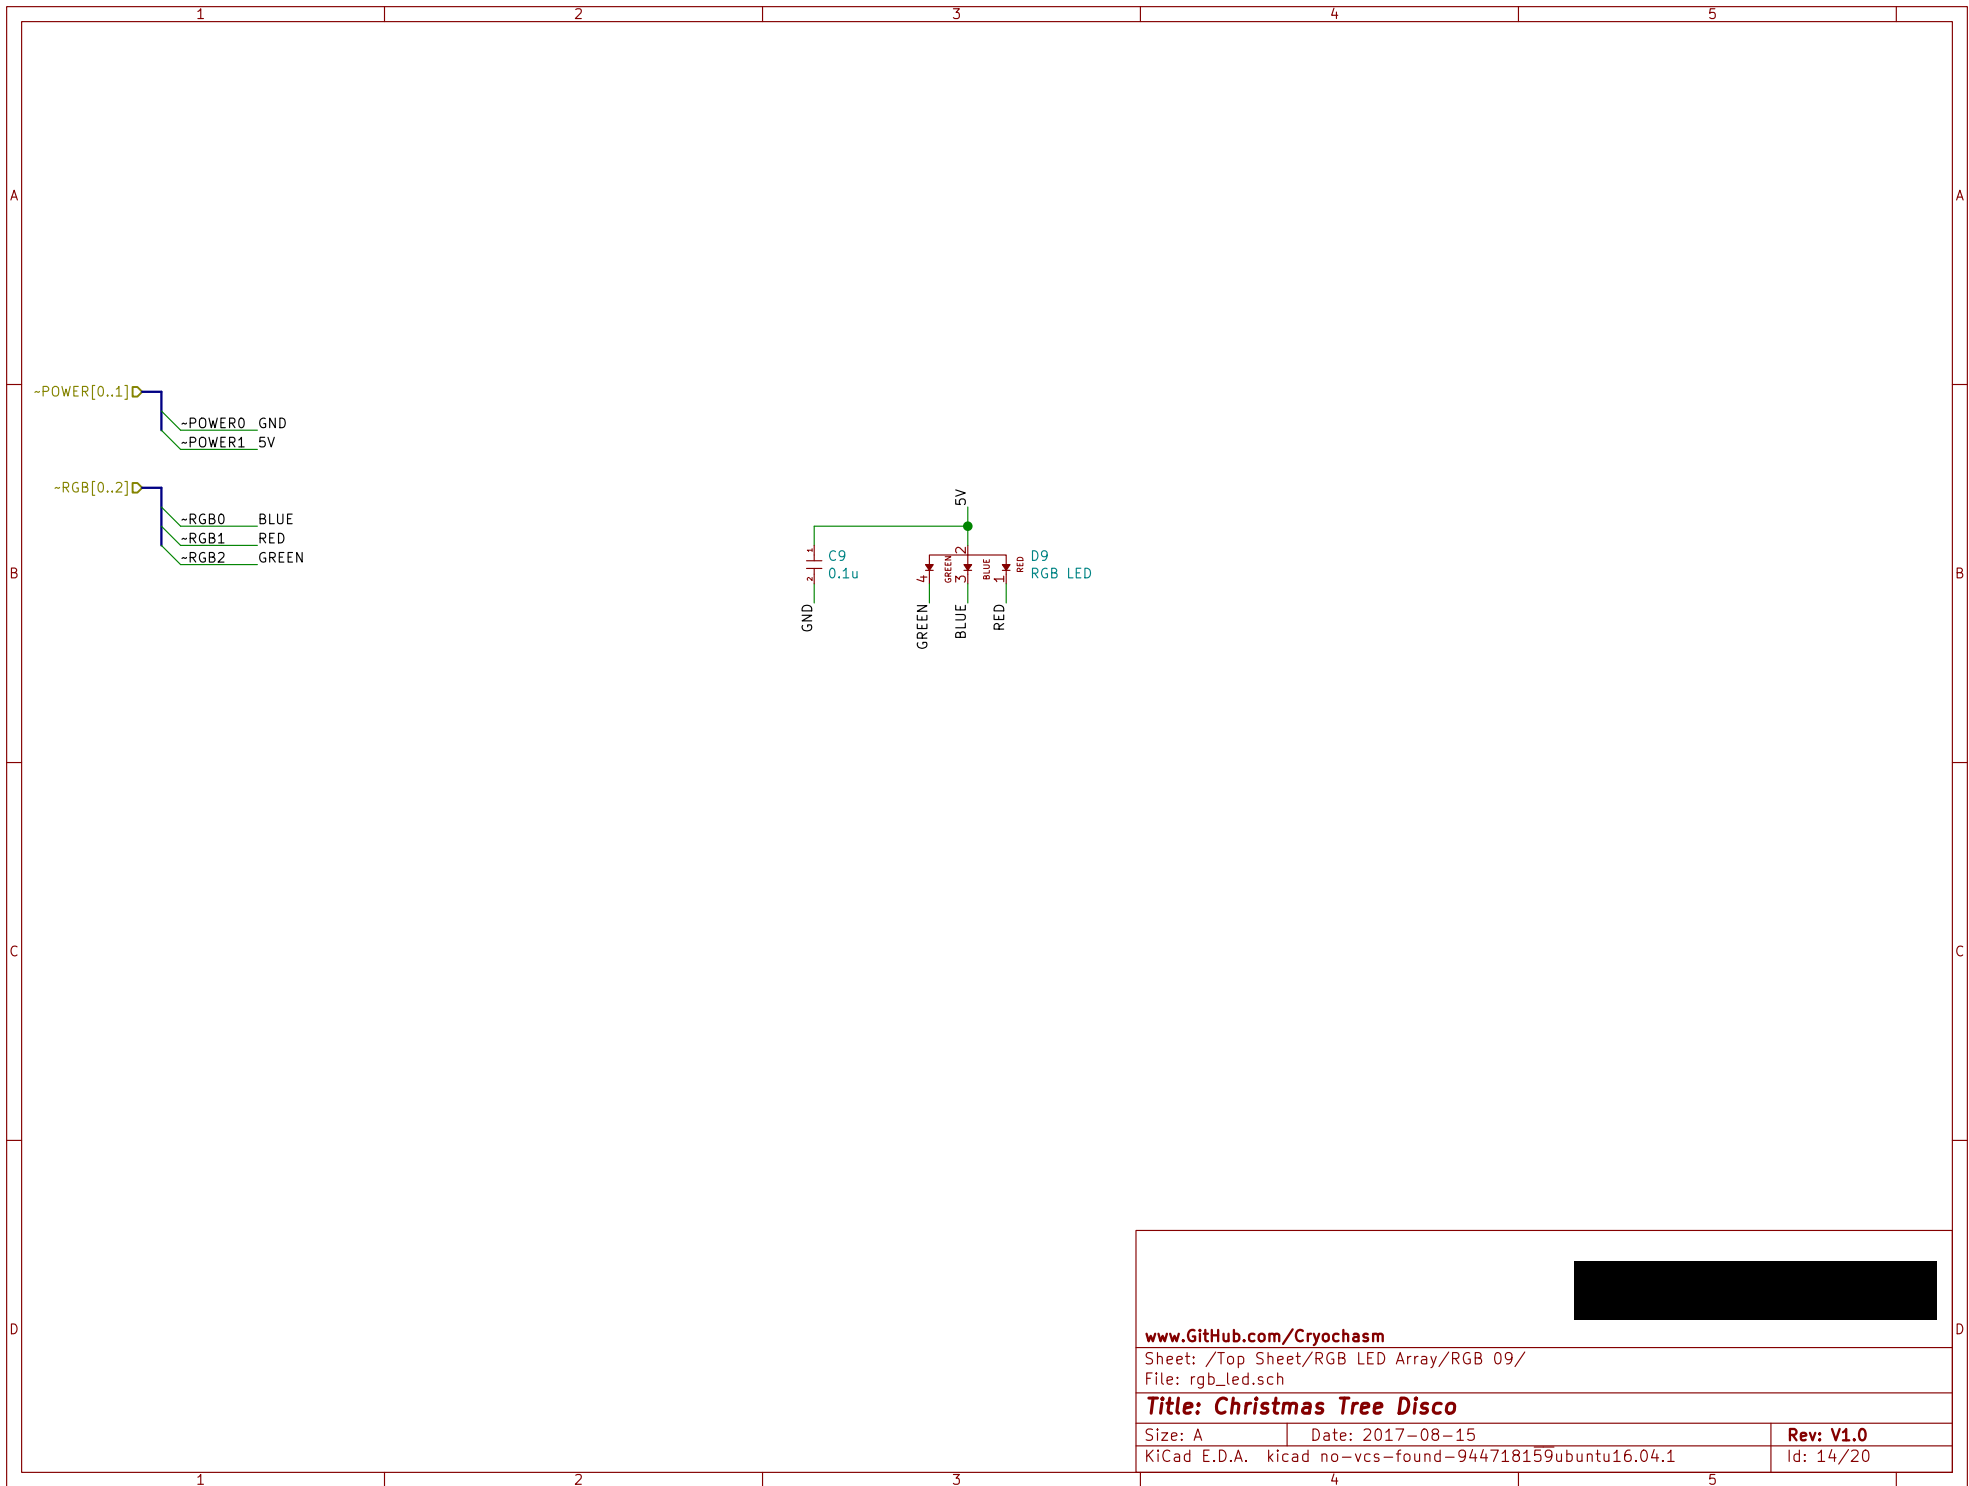 1 2 3 4 5
A A
~POWER[0..1]
~POWER0 GND
~POWER1 5V
~RGB[0..2]
~RGB0 BLUE
~RGB1 RED
~RGB2 GREEN
5V
1 C9
2 0.1u
GND
2
4 GREEN 3 BLUE 1 RED
D9
RGB LED
GREEN BLUE RED
B B
C C
D D
www.GitHub.com/Cryochasm
Sheet: /Top Sheet/RGB LED Array/RGB 09/
File: rgb_led.sch
Title: Christmas Tree Disco
Size: A Date: 2017-08-15 Rev: V1.0
KiCad E.D.A. kicad no-vcs-found-944718159ubuntu16.04.1 Id: 14/20
1 2 3 4 5